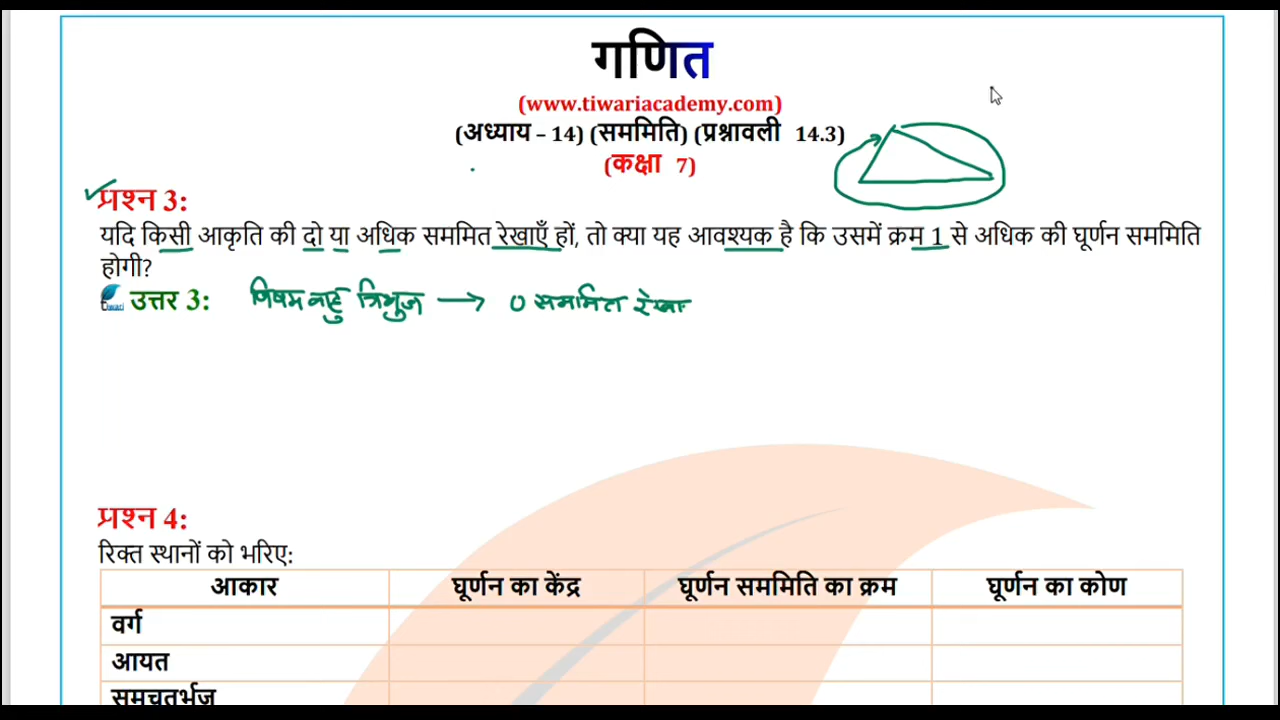 गणित
(www.tiwariacademy.com)
(अध्याय – 14) (सममिति) (प्रश्नावली 14.3)
(कक्षा 7)
प्रश्न 3:
यदि किसी आकृति की दो या अधिक सममित रेखाएँ हों, तो क्या यह आवश्यक है कि उसमें क्रम 1 से अधिक की घूर्णन सममिति
होगी?
उत्तर 3: विषम बाहु त्रिभुज → 0 सममित रेखा
प्रश्न 4:
रिक्त स्थानों को भरिए:
आकार घूर्णन का केंद्र घूर्णन सममिति का क्रम घूर्णन का कोण
वर्ग
आयत
समचतुर्भुज